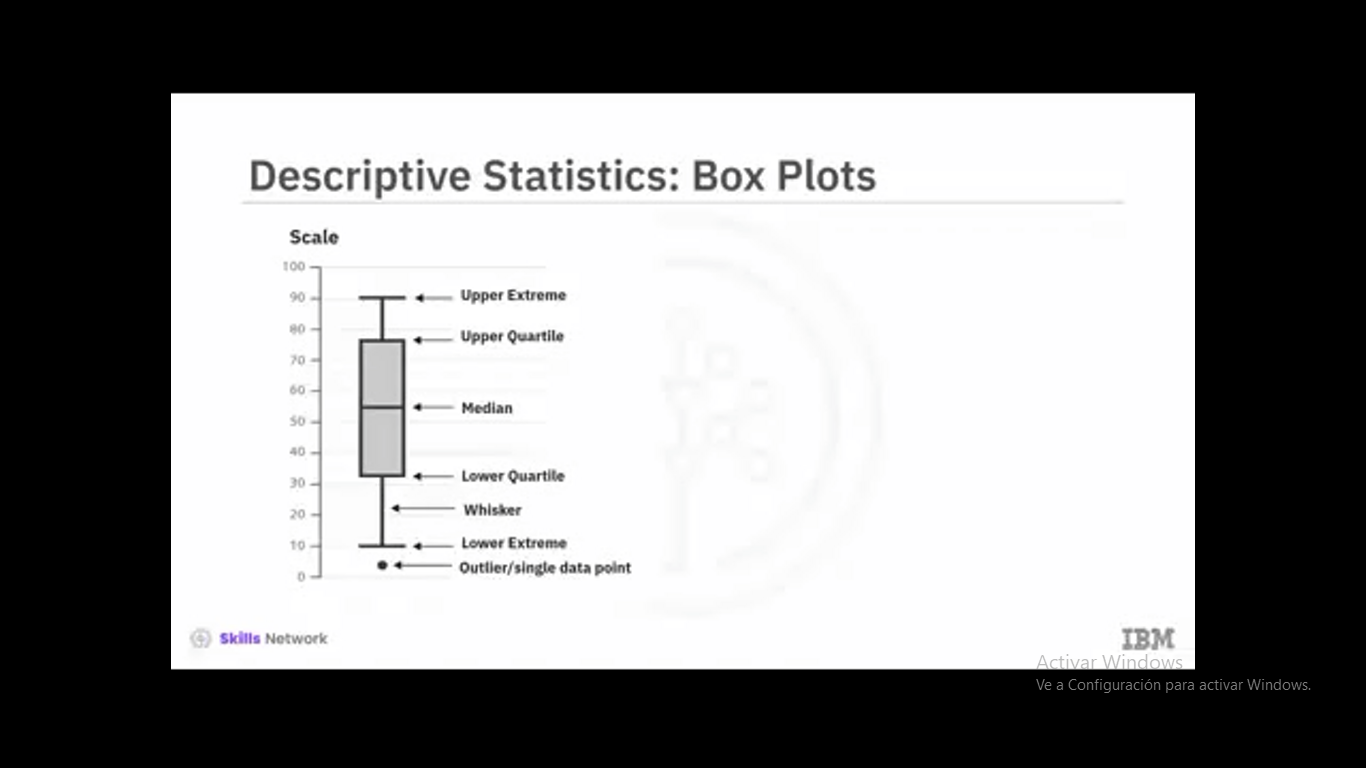 Descriptive Statistics: Box Plots
Scale
100
90
80
70
60
50
40
30
20
10
0
Upper Extreme
Upper Quartile
Median
Lower Quartile
Whisker
Lower Extreme
Outlier/single data point
Skills Network
IBM
Activar Windows
Ve a Configuración para activar Windows.